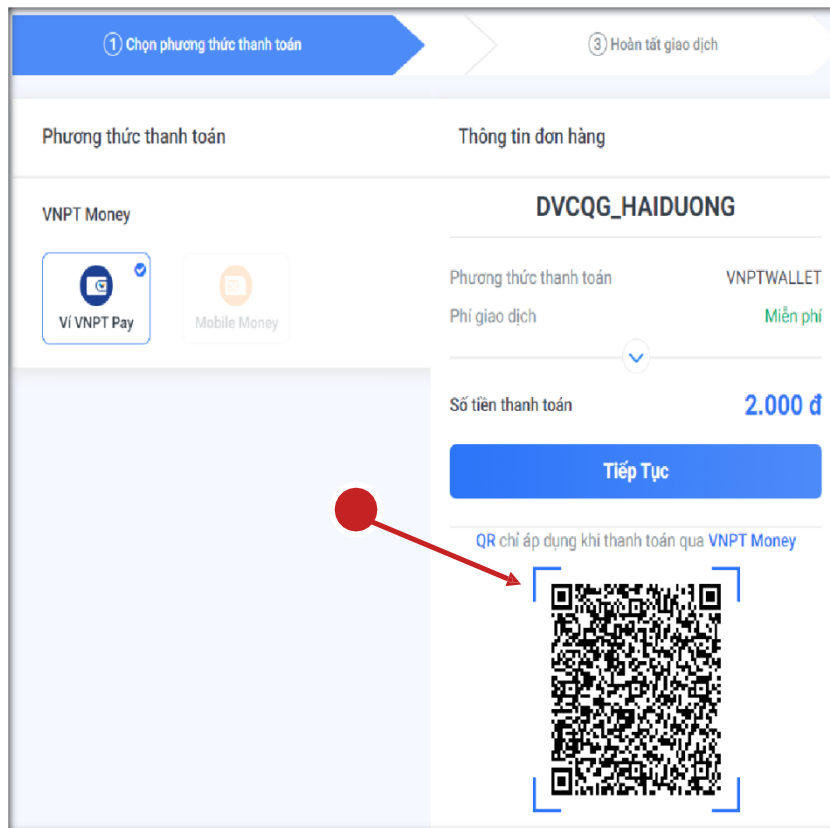 1 Chọn phương thức thanh toán
3 Hoàn tất giao dịch
Phương thức thanh toán
VNPT Money
Ví VNPT Pay
Mobile Money
Thông tin đơn hàng
DVCQG_HAIDUONG
Phương thức thanh toán VNPTWALLET
Phí giao dịch Miễn phí
Số tiền thanh toán 2.000 đ
Tiếp Tục
QR chỉ áp dụng khi thanh toán qua VNPT Money